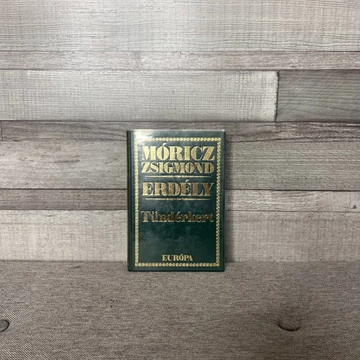 MÓRICZ
ZSIGMOND
ERDÉLY
Tündérkert
EURÓPA